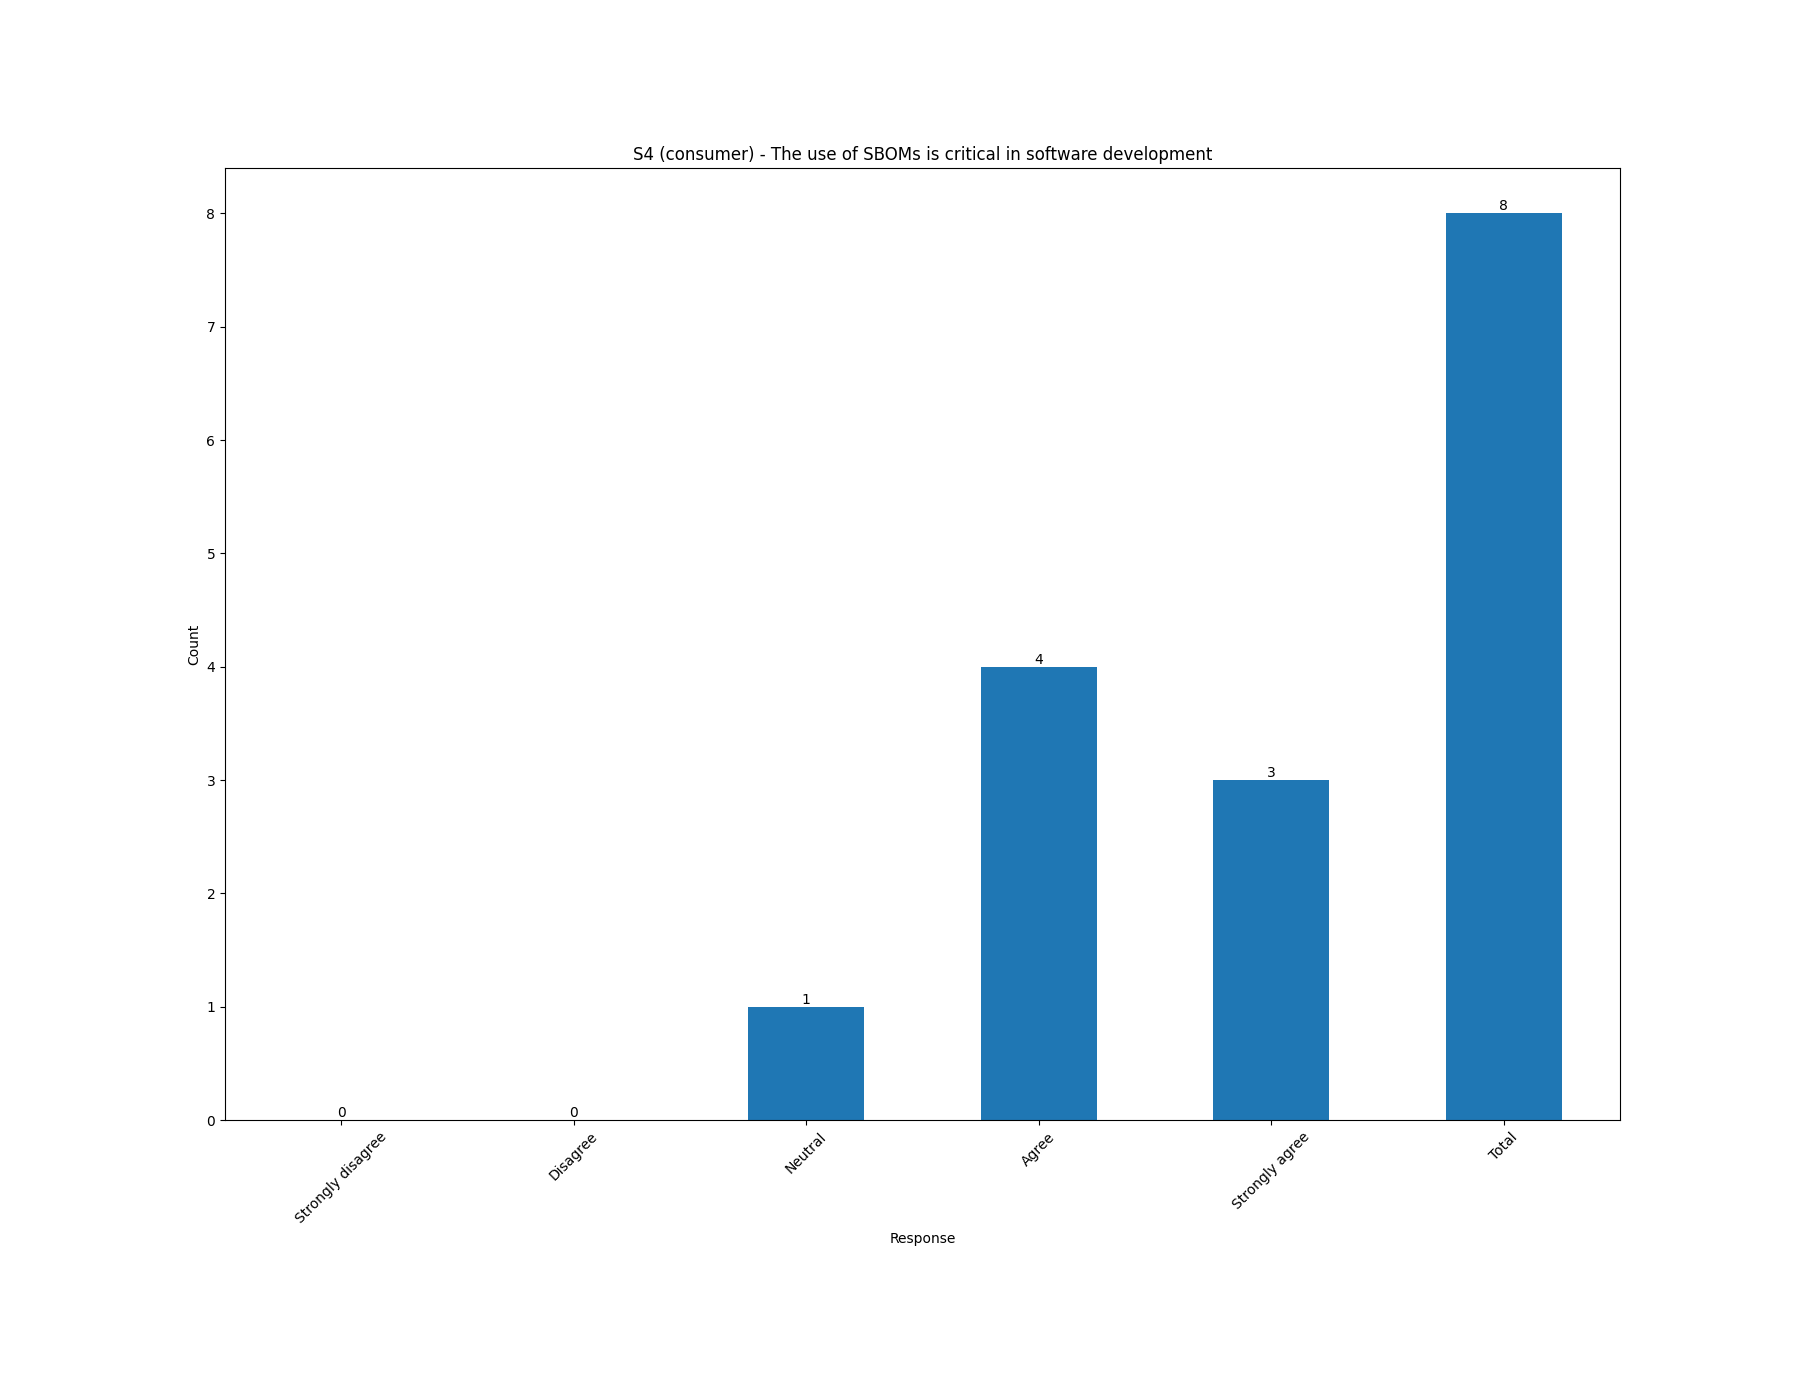 S4 (consumer) - The use of SBOMs is critical in software development
8
7
6
5
4
3
2
1
0
Count
0
0
1
4
3
8
Strongly disagree
Disagree
Neutral
Agree
Strongly agree
Total
Response